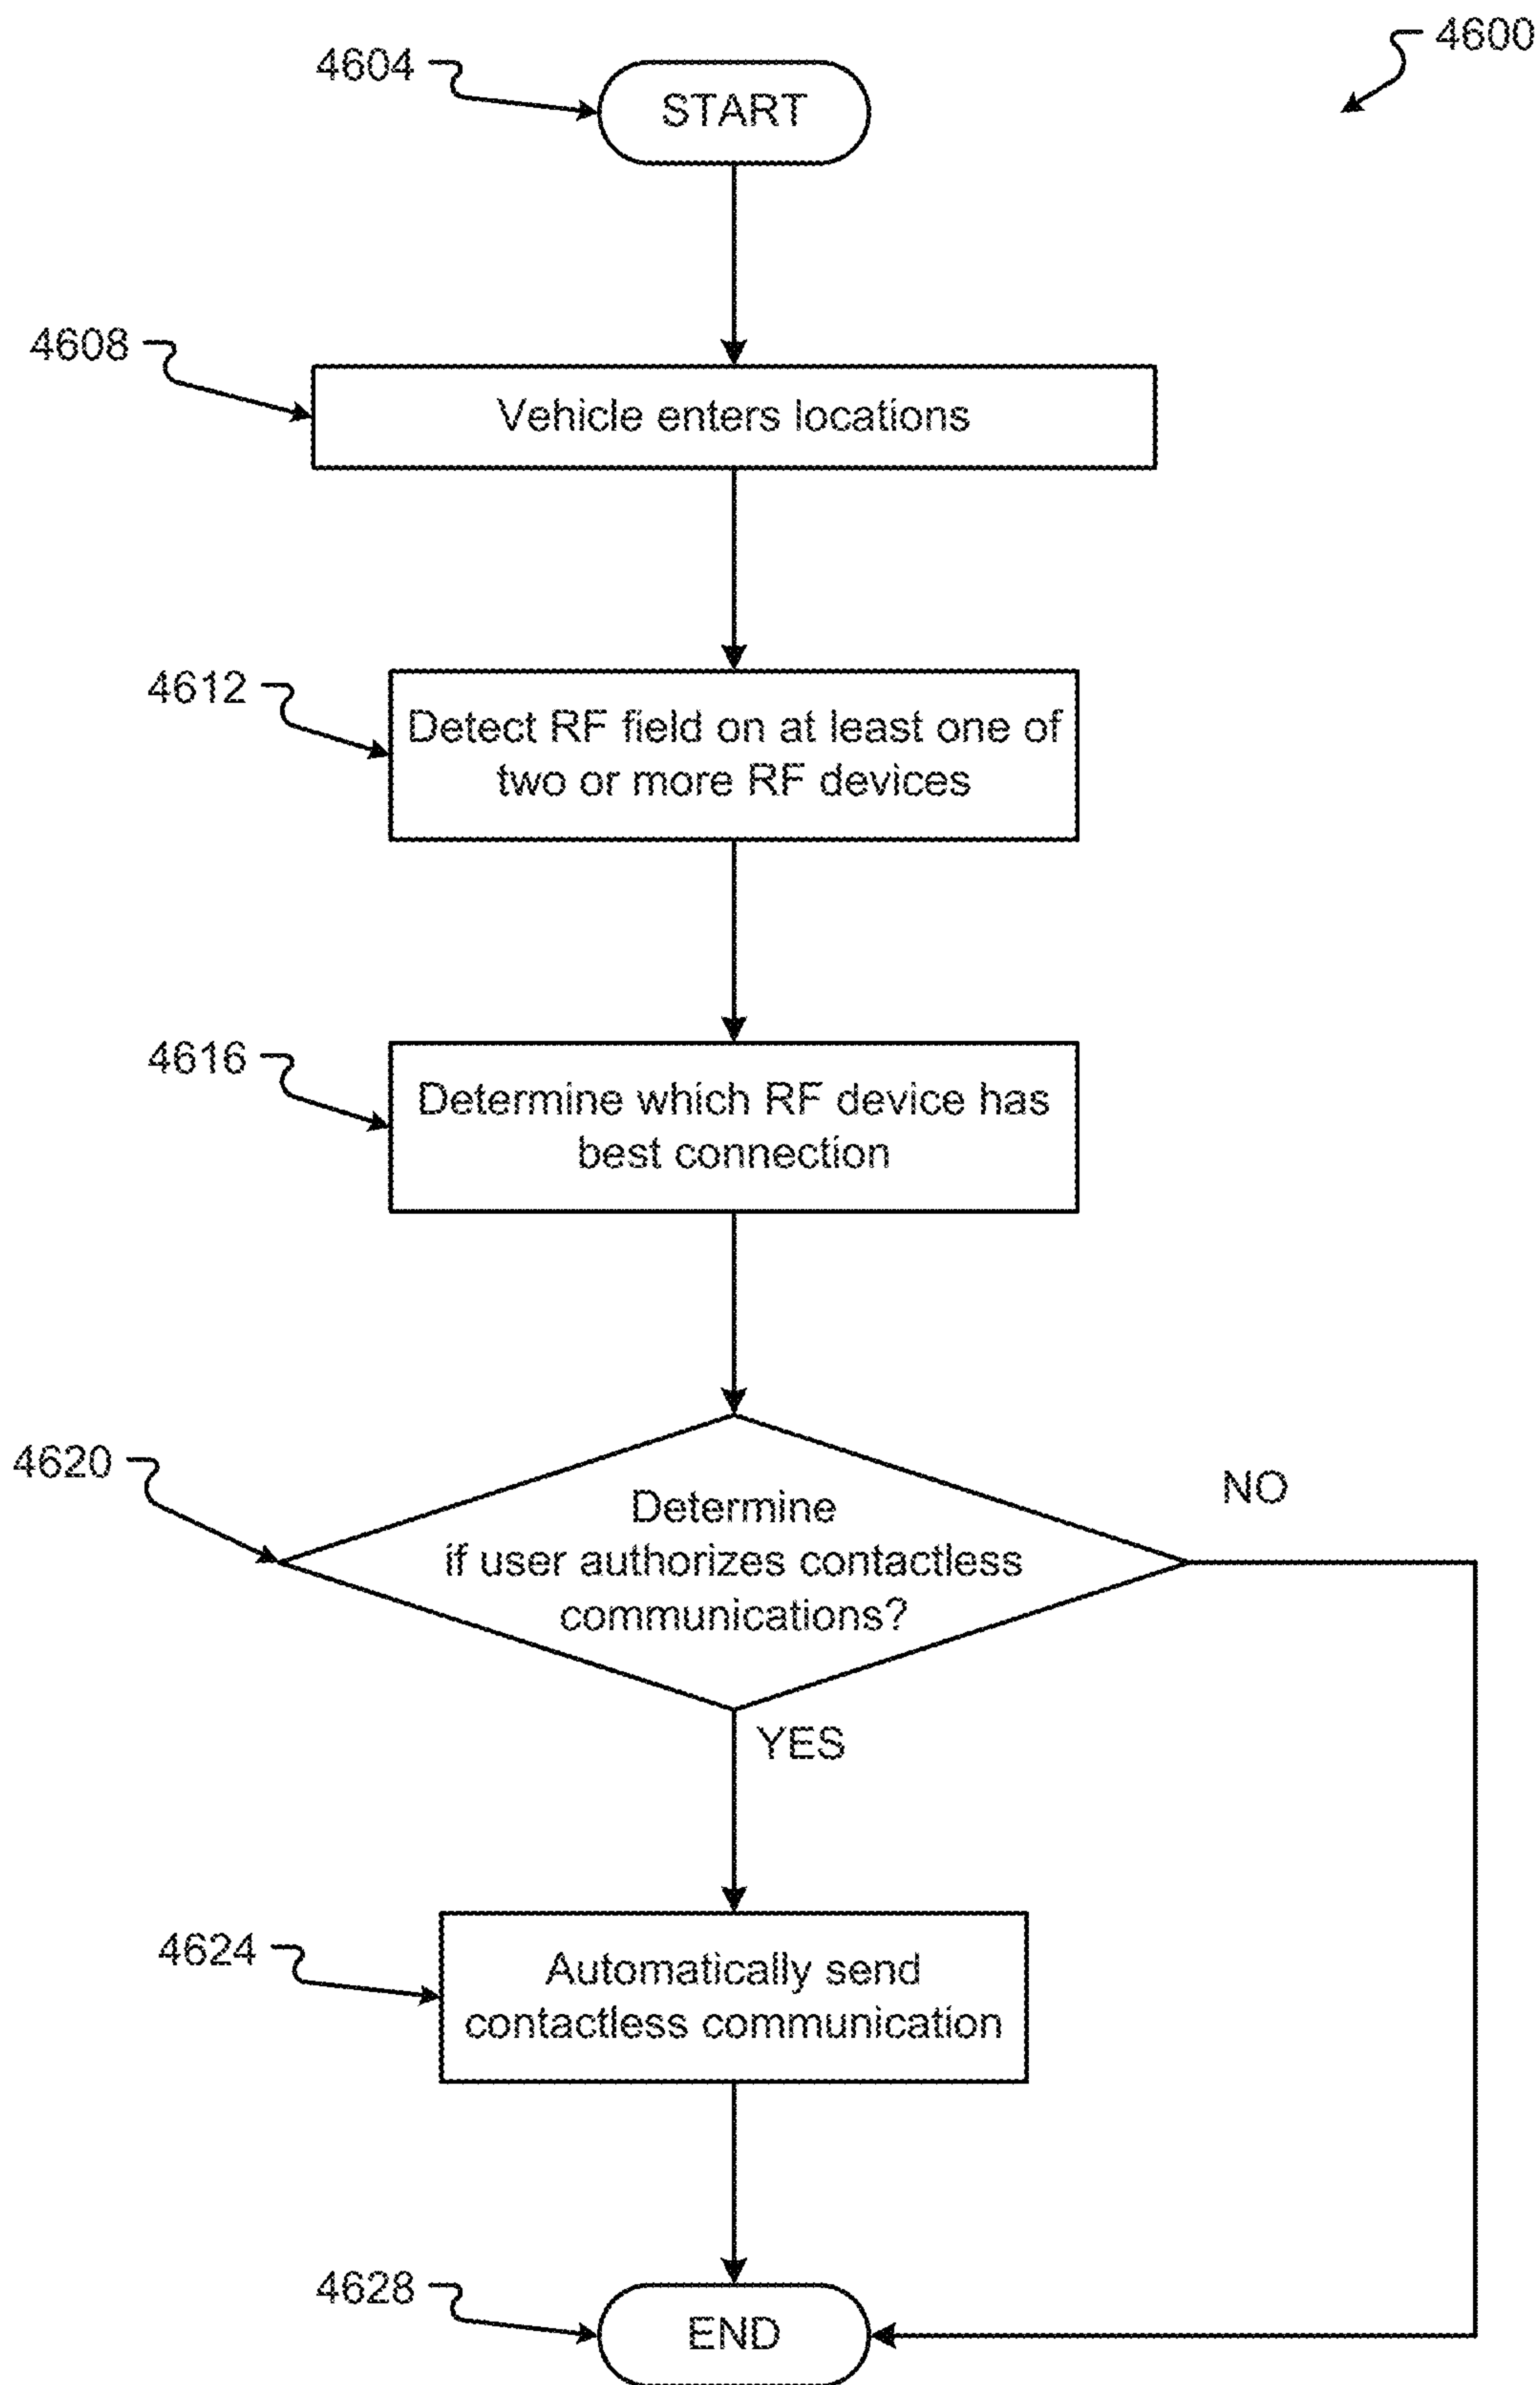 4600
4604
START
4608
Vehicle enters locations
4612
Detect RF field on at least one of
two or more RF devices
4616
Determine which RF device has
best connection
4620
Determine
if user authorizes contactless
communications?
NO
YES
4624
Automatically send
contactless communication
4628
END